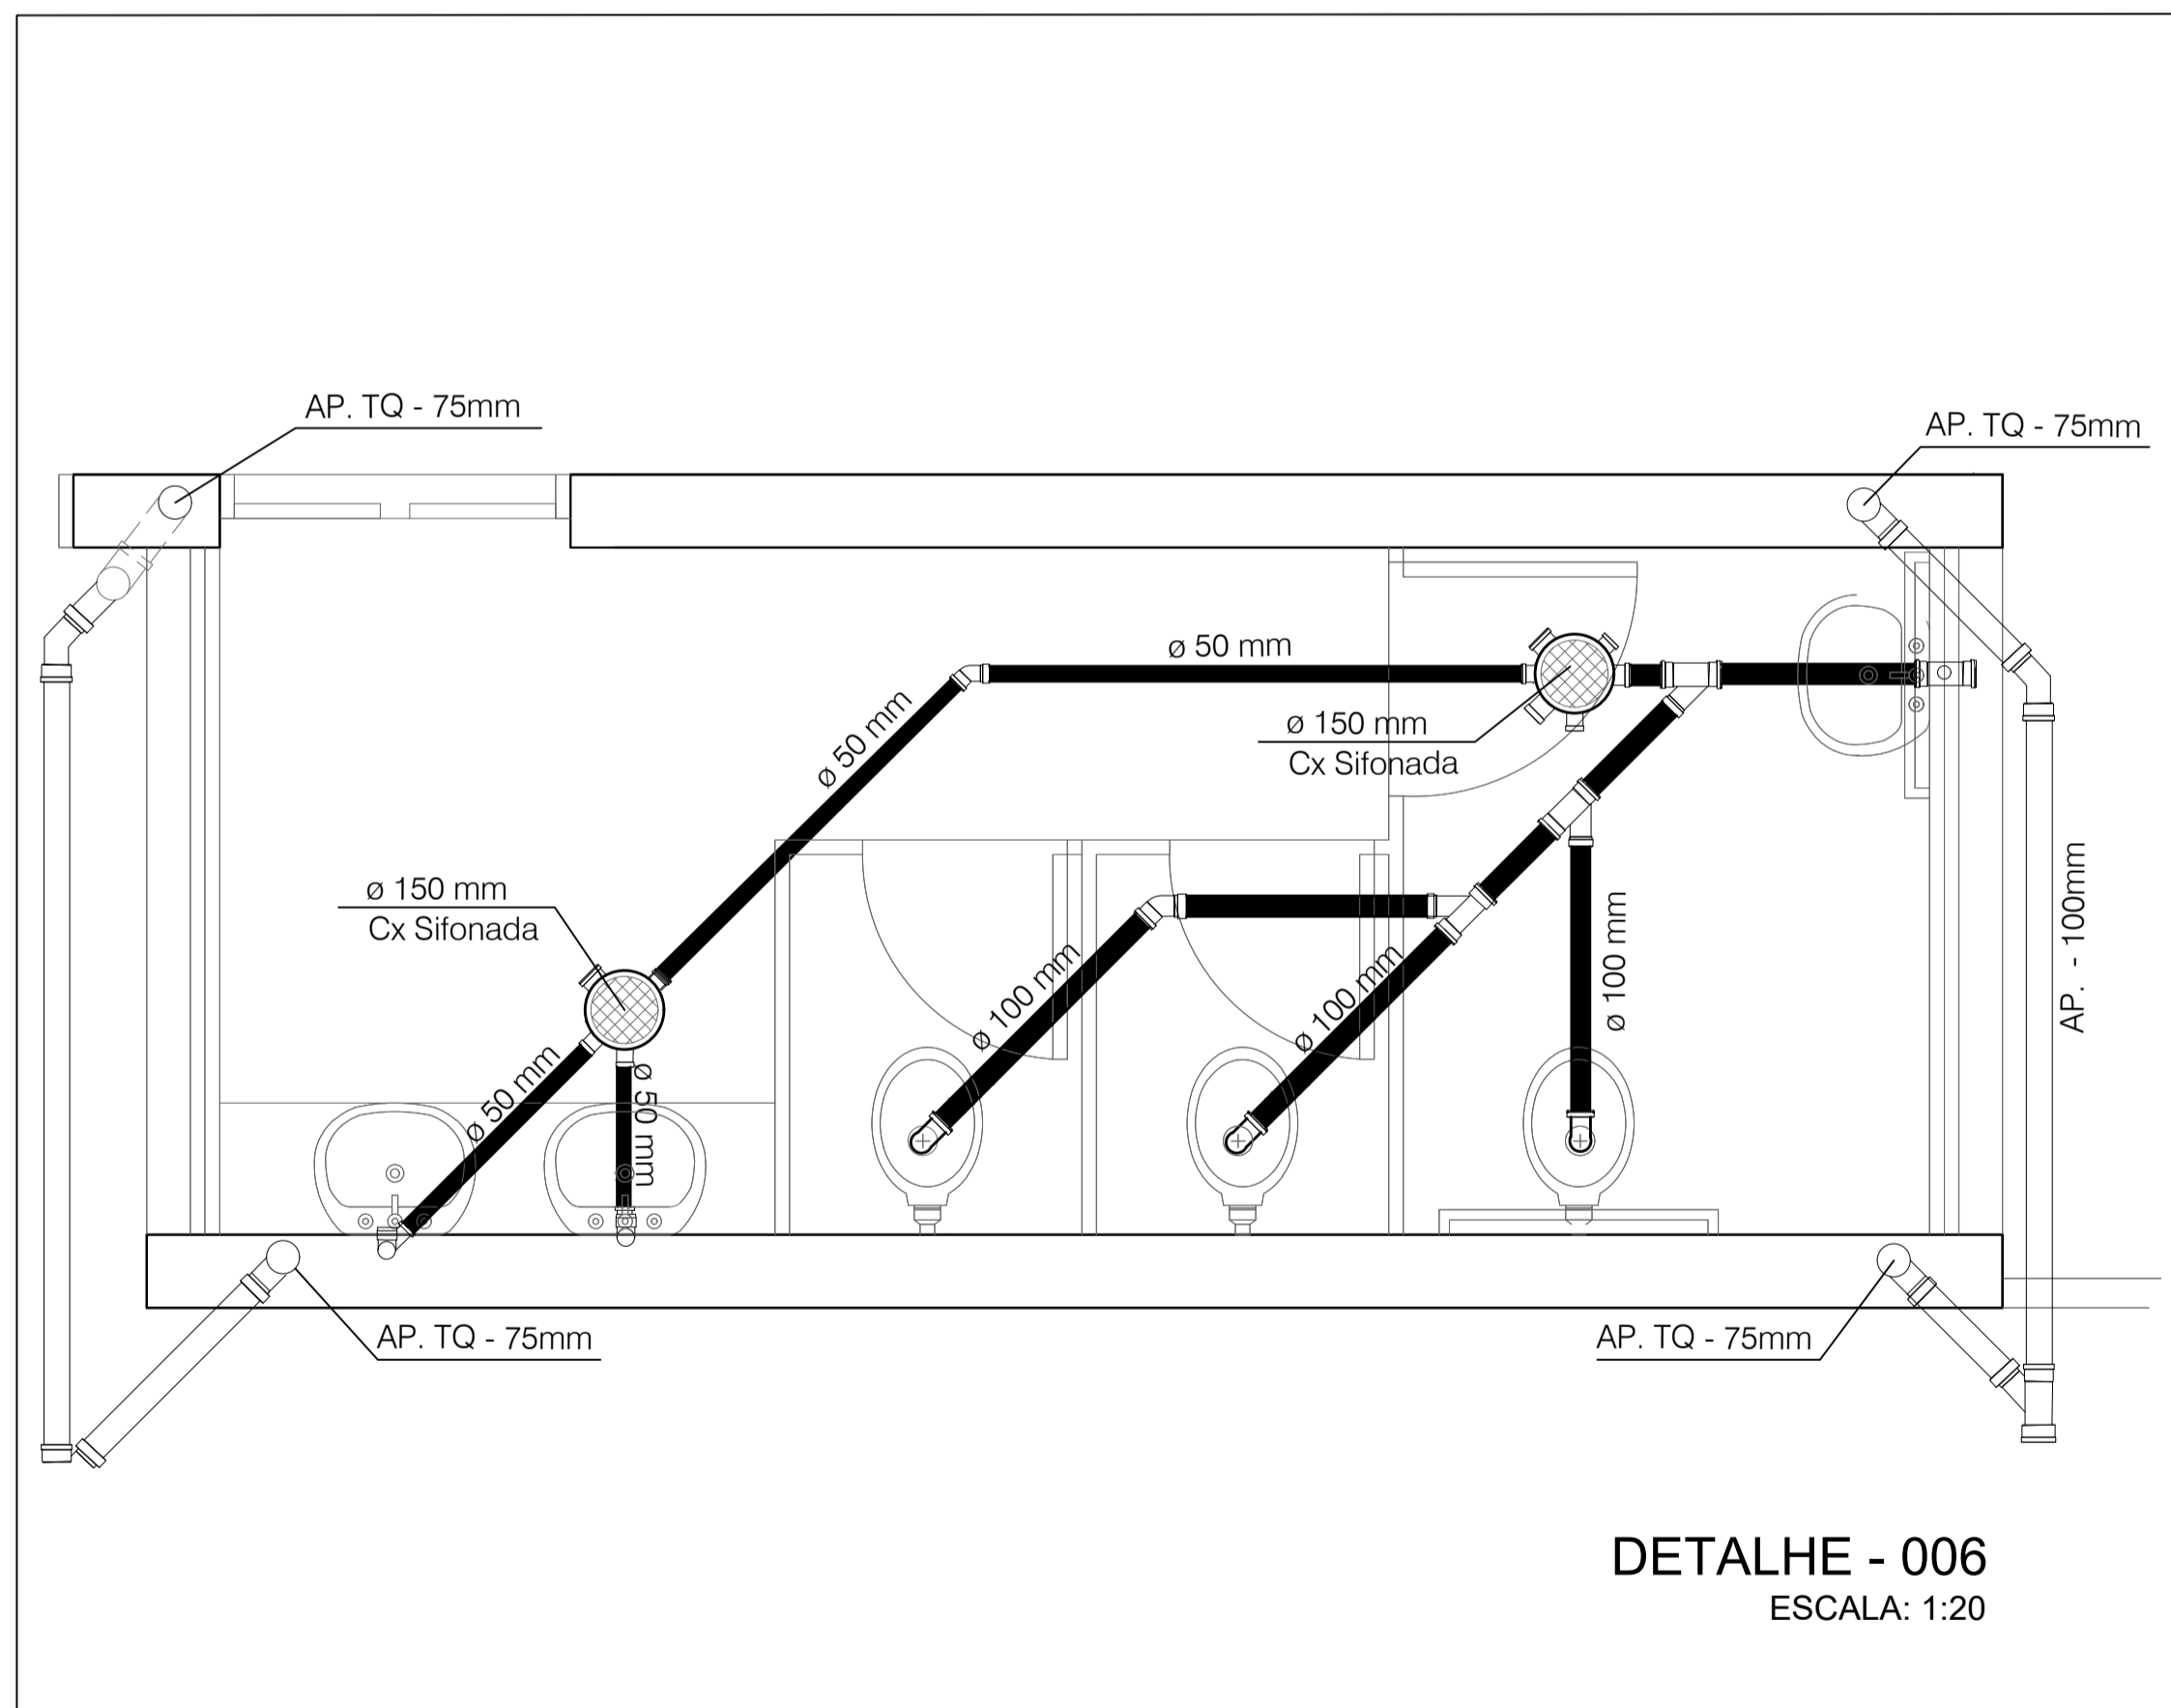 AP. TQ - 75mm
AP. TQ - 75mm
ø 50 mm
ø 50 mm
ø 150 mm
Cx Sifonada
ø 150 mm
Cx Sifonada
ø 100 mm
ø 100 mm
ø 100 mm
AP. - 100mm
ø 50 mm
ø 50 mm
AP. TQ - 75mm
AP. TQ - 75mm
DETALHE - 006
ESCALA: 1:20